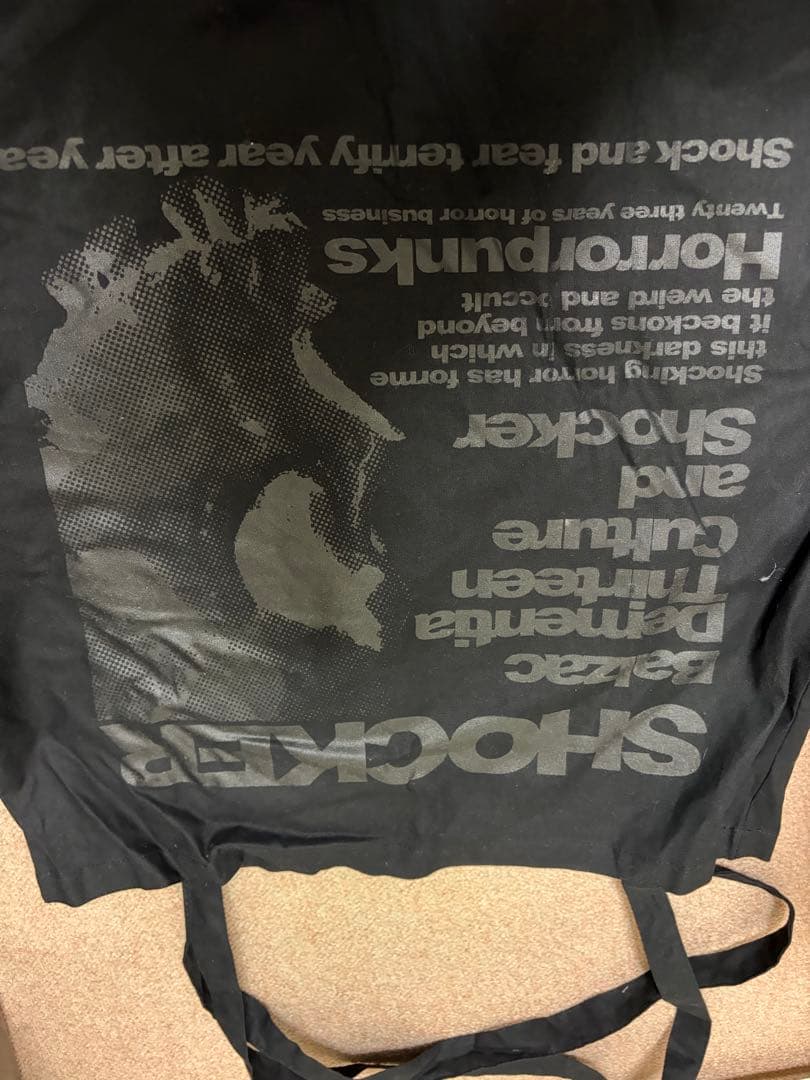 SHOCKER
Balzac
Dementia
Thirteen
Culture
and
Shocker
Shocking horror has forme
this darkness in which
it beckons from beyond
the weird and occult
Horrorpunks
Twenty three years of horror business
Shock and fear terrify year after yea